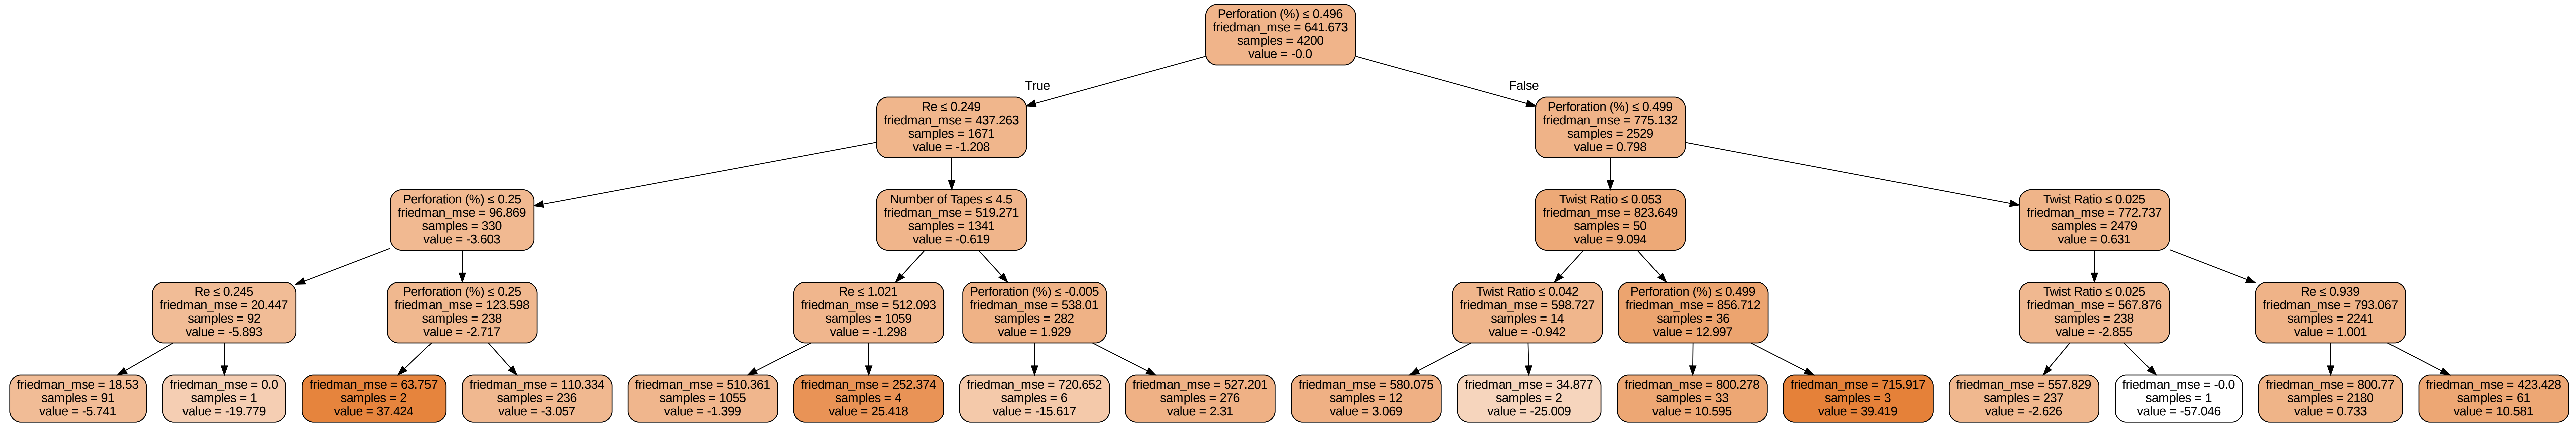 Perforation (%) ≤ 0.496
friedman_mse = 641.673
samples = 4200
value = -0.0
True
False
Re ≤ 0.249
friedman_mse = 437.263
samples = 1671
value = -1.208
Perforation (%) ≤ 0.499
friedman_mse = 775.132
samples = 2529
value = 0.798
Perforation (%) ≤ 0.25
friedman_mse = 96.869
samples = 330
value = -3.603
Number of Tapes ≤ 4.5
friedman_mse = 519.271
samples = 1341
value = -0.619
Twist Ratio ≤ 0.053
friedman_mse = 823.649
samples = 50
value = 9.094
Twist Ratio ≤ 0.025
friedman_mse = 772.737
samples = 2479
value = 0.631
Re ≤ 0.245
friedman_mse = 20.447
samples = 92
value = -5.893
Perforation (%) ≤ 0.25
friedman_mse = 123.598
samples = 238
value = -2.717
Re ≤ 1.021
friedman_mse = 512.093
samples = 1059
value = -1.298
Perforation (%) ≤ -0.005
friedman_mse = 538.01
samples = 282
value = 1.929
Twist Ratio ≤ 0.042
friedman_mse = 598.727
samples = 14
value = -0.942
Perforation (%) ≤ 0.499
friedman_mse = 856.712
samples = 36
value = 12.997
Twist Ratio ≤ 0.025
friedman_mse = 567.876
samples = 238
value = -2.855
Re ≤ 0.939
friedman_mse = 793.067
samples = 2241
value = 1.001
friedman_mse = 18.53
samples = 91
value = -5.741
friedman_mse = 0.0
samples = 1
value = -19.779
friedman_mse = 63.757
samples = 2
value = 37.424
friedman_mse = 110.334
samples = 236
value = -3.057
friedman_mse = 510.361
samples = 1055
value = -1.399
friedman_mse = 252.374
samples = 4
value = 25.418
friedman_mse = 720.652
samples = 6
value = -15.617
friedman_mse = 527.201
samples = 276
value = 2.31
friedman_mse = 580.075
samples = 12
value = 3.069
friedman_mse = 34.877
samples = 2
value = -25.009
friedman_mse = 800.278
samples = 33
value = 10.595
friedman_mse = 715.917
samples = 3
value = 39.419
friedman_mse = 557.829
samples = 237
value = -2.626
friedman_mse = -0.0
samples = 1
value = -57.046
friedman_mse = 800.77
samples = 2180
value = 0.733
friedman_mse = 423.428
samples = 61
value = 10.581